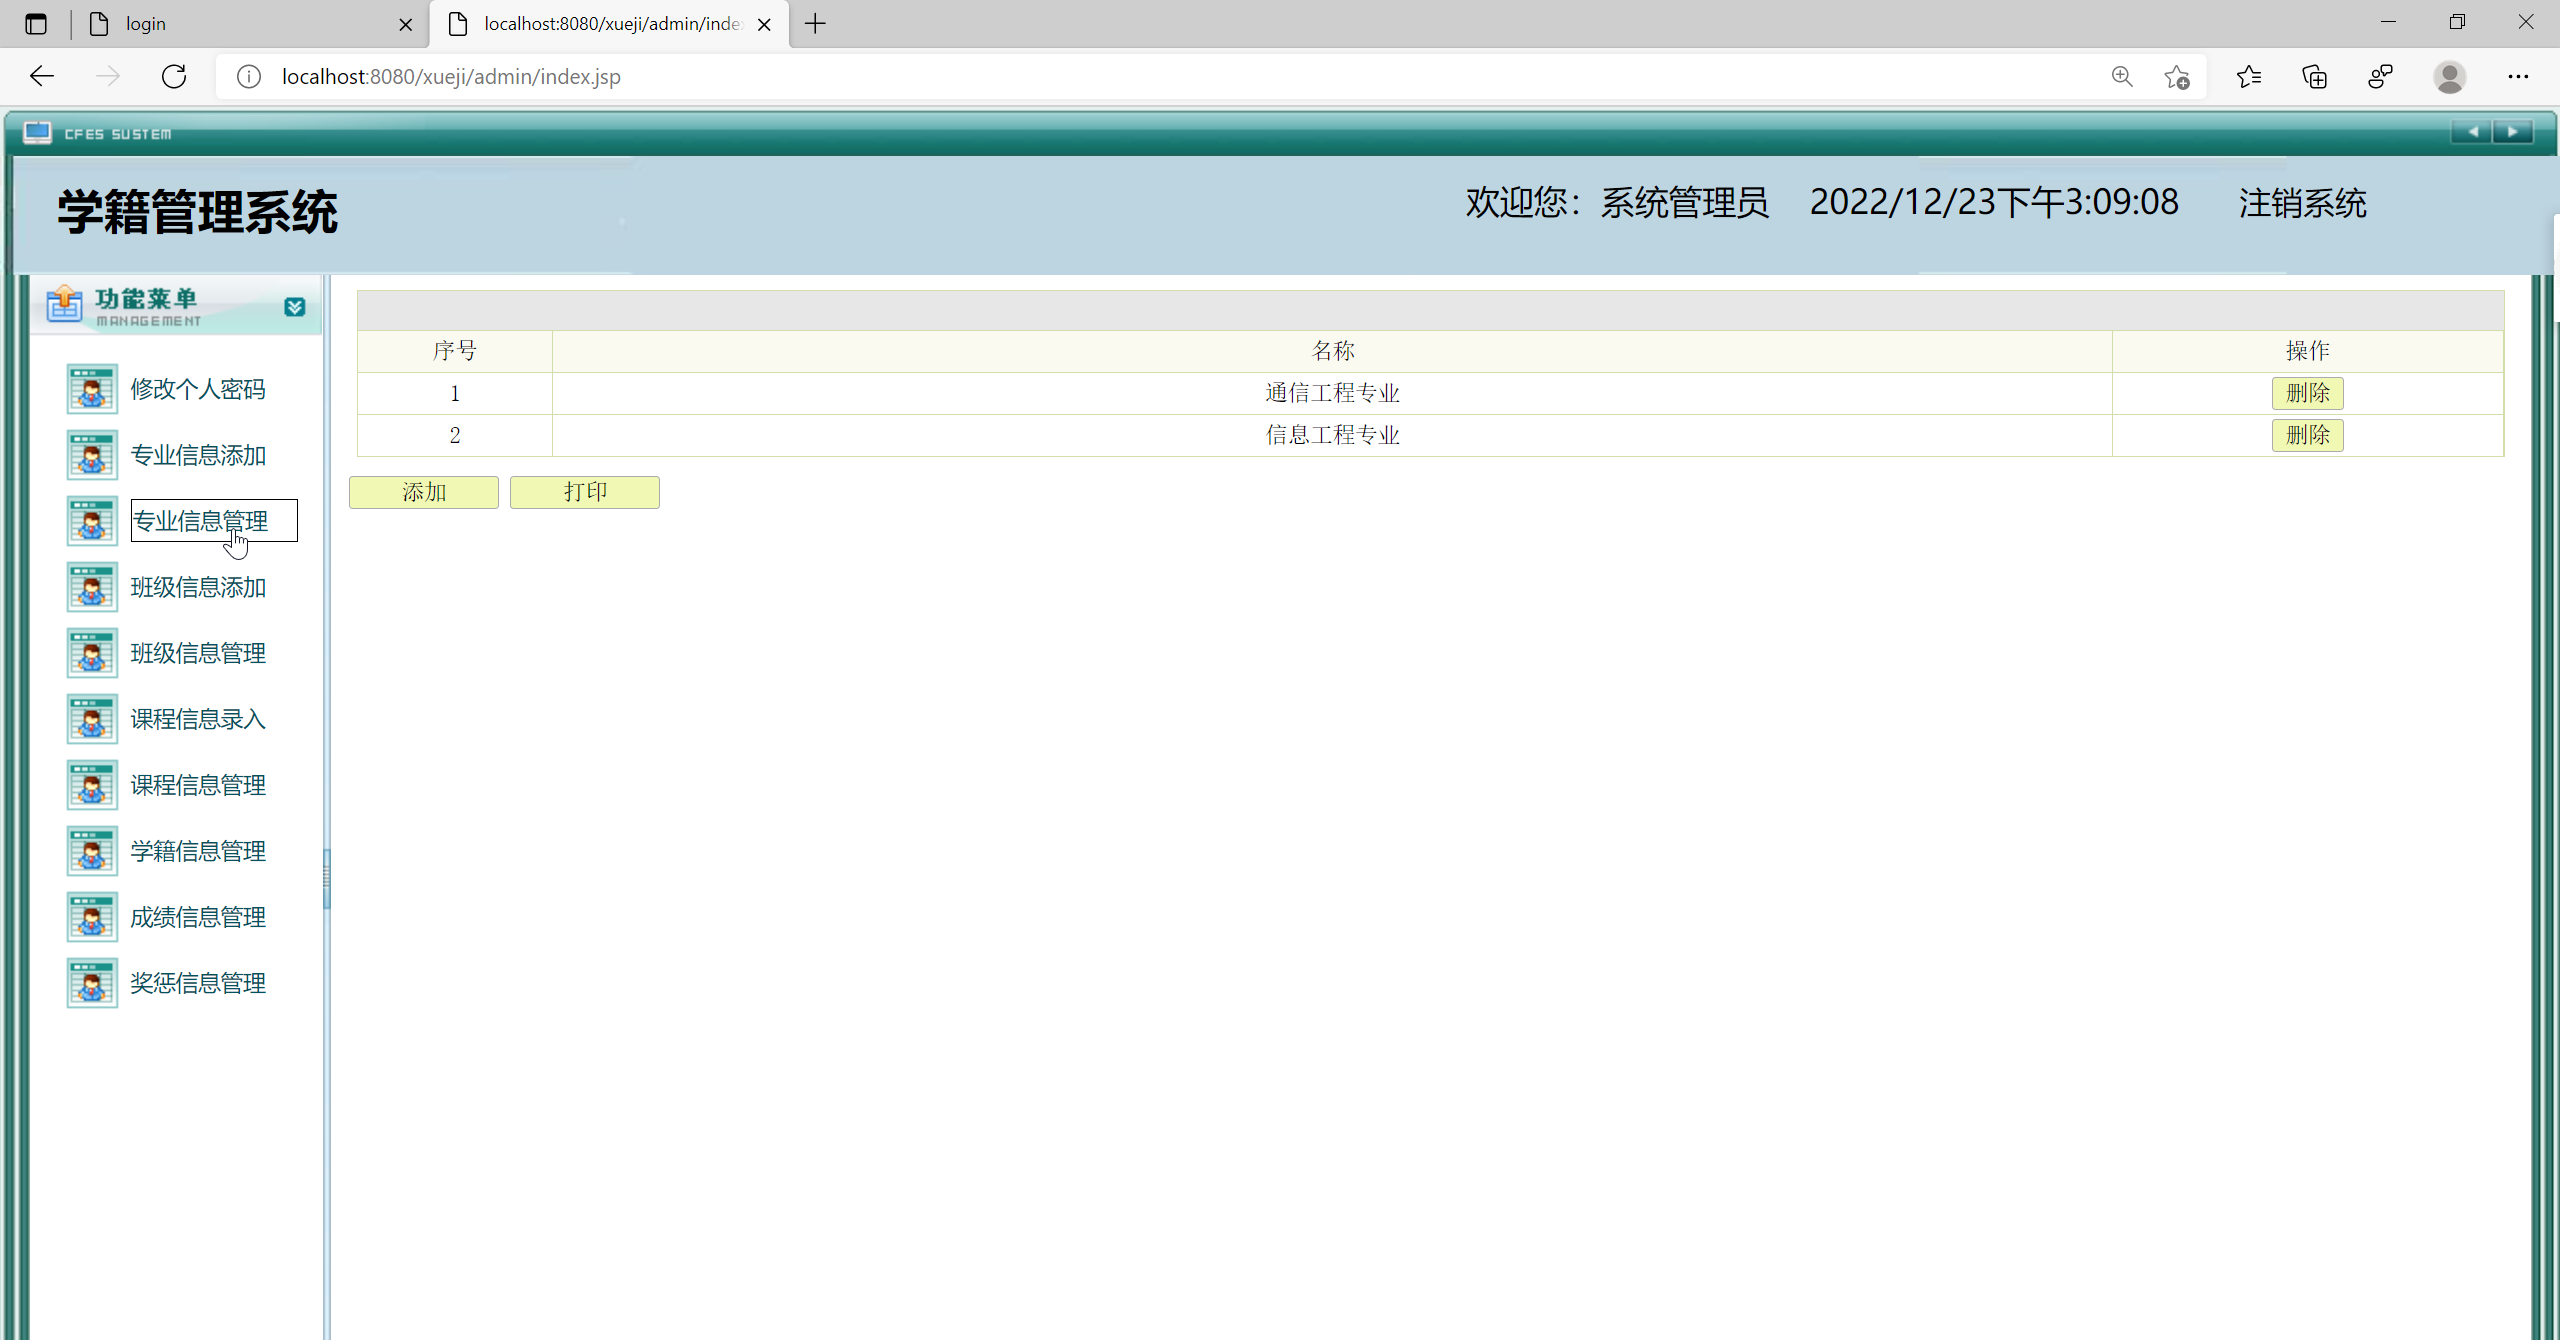 login
localhost:8080/xueji/admin/inde
localhost:8080/xueji/admin/index.jsp
CFES SUSTEM
学籍管理系统
欢迎您：系统管理员 2022/12/23下午3:09:08 注销系统
功能菜单
MANAGEMENT
修改个人密码
专业信息添加
专业信息管理
班级信息添加
班级信息管理
课程信息录入
课程信息管理
学籍信息管理
成绩信息管理
奖惩信息管理
序号 名称 操作
1 通信工程专业 删除
2 信息工程专业 删除
添加 打印